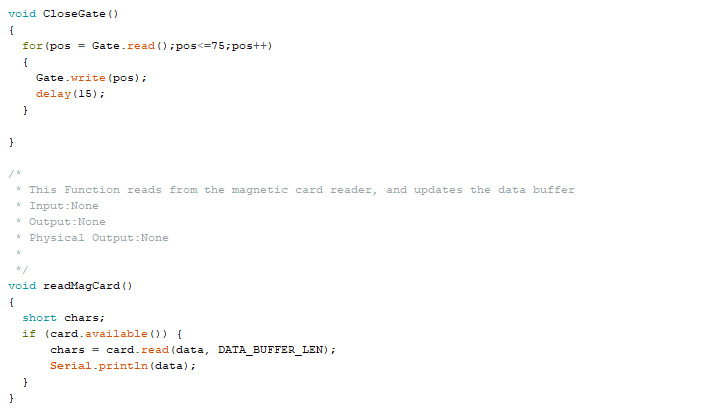 void CloseGate()
{
  for(pos = Gate.read();pos<=75;pos++)
  {
    Gate.write(pos);
    delay(15);
  }

}

/*
 * This Function reads from the magnetic card reader, and updates the data buffer
 * Input:None
 * Output:None
 * Physical Output:None
 *
 */
void readMagCard()
{
  short chars;
  if (card.available()) {
      chars = card.read(data, DATA_BUFFER_LEN);
      Serial.println(data);
  }
}